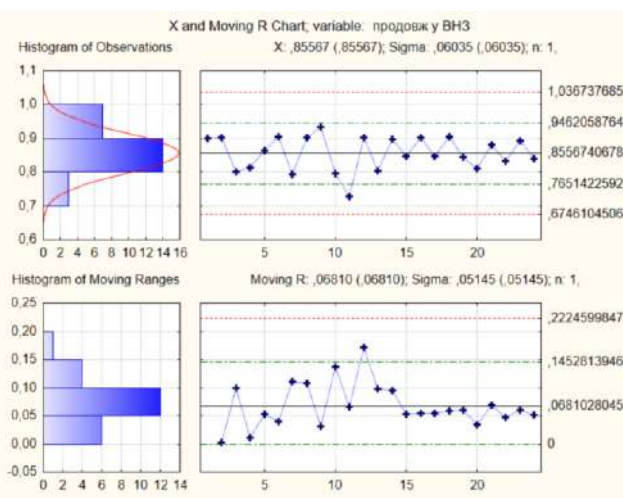 X and Moving R Chart; variable: продовж у ВНЗ
Histogram of Observations
X: ,85567 (,85567); Sigma: ,06035 (,06035); n: 1,
1,1
1,0
0,9
0,8
0,7
0,6
0 2 4 6 8 10 12 14 16
5 10 15 20
1,036737685
,9462058764
,8556740678
,7651422592
,6746104506
Histogram of Moving Ranges
Moving R: ,06810 (,06810); Sigma: ,05145 (,05145); n: 1,
0,25
0,20
0,15
0,10
0,05
0,00
-0,05
0 2 4 6 8 10 12 14
5 10 15 20
,2224599847
,1452813946
,0681028045
0